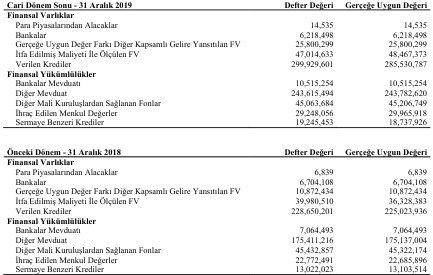 Cari Dönem Sonu - 31 Aralık 2019 Defter Değeri Gerçeğe Uygun Değeri
Finansal Varlıklar
Para Piyasalarından Alacaklar 14,535 14,535
Bankalar 6,218,498 6,218,498
Gerçeğe Uygun Değer Farkı Diğer Kapsamlı Gelire Yansıtılan FV 25,800,299 25,800,299
İtfa Edilmiş Maliyeti İle Ölçülen FV 47,014,633 48,467,373
Verilen Krediler 299,929,601 285,530,787
Finansal Yükümlülükler
Bankalar Mevduatı 10,515,254 10,515,254
Diğer Mevduat 243,615,494 243,782,620
Diğer Mali Kuruluşlardan Sağlanan Fonlar 45,063,684 45,206,749
İhraç Edilen Menkul Değerler 29,248,056 29,965,918
Sermaye Benzeri Krediler 19,245,453 18,737,926
Önceki Dönem - 31 Aralık 2018 Defter Değeri Gerçeğe Uygun Değeri
Finansal Varlıklar
Para Piyasalarından Alacaklar 6,839 6,839
Bankalar 6,704,108 6,704,108
Gerçeğe Uygun Değer Farkı Diğer Kapsamlı Gelire Yansıtılan FV 10,872,434 10,872,434
İtfa Edilmiş Maliyeti İle Ölçülen FV 39,980,510 36,328,383
Verilen Krediler 228,650,201 225,023,936
Finansal Yükümlülükler
Bankalar Mevduatı 7,064,493 7,064,493
Diğer Mevduat 175,411,216 175,137,004
Diğer Mali Kuruluşlardan Sağlanan Fonlar 45,432,857 45,322,174
İhraç Edilen Menkul Değerler 22,772,491 22,685,896
Sermaye Benzeri Krediler 13,022,023 13,103,514